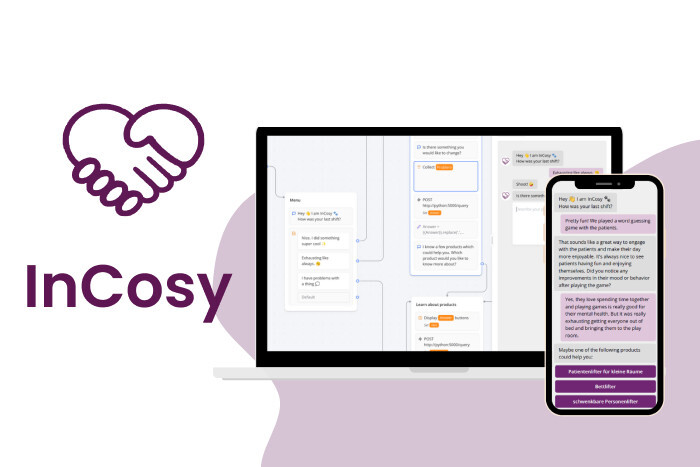 InCosy
Menu
Hey 👋 I am InCosy 🐾
How was your last shift?
Nice. I did something
super cool ✨
Exhausting like
always. 😩
I have problems with
a thing 💭
Default
Is there something you
would like to change?
Collect
POST
http://python:5000/query
on
I know a few products which
could help you. Which
product would you like to
know more about?
Learn about products
Display buttons
on
POST
http://python:5000/query
Hey 👋 I am InCosy 🐾
How was your last shift?
Exhausting like always. 😩
Shoot! 😩
Is there someth
Hey 👋 I am InCosy 🐾
How was your last shift?
Pretty fun! We played a word guessing
game with the patients.
That sounds like a great way to engage
with the patients and make their day
more enjoyable. It's always nice to see
patients having fun and enjoying
themselves. Did you notice any
improvements in their mood or behavior
after playing the game?
Yes, they love spending time together
and playing games is really good for
their mental health. But it was really
exhausting getting everyone out of
bed and bringing them to the play
room.
Maybe one of the following products
could help you:
Patientenlifter für kleine Räume
Bettlifter
schwenkbare Personenlifter